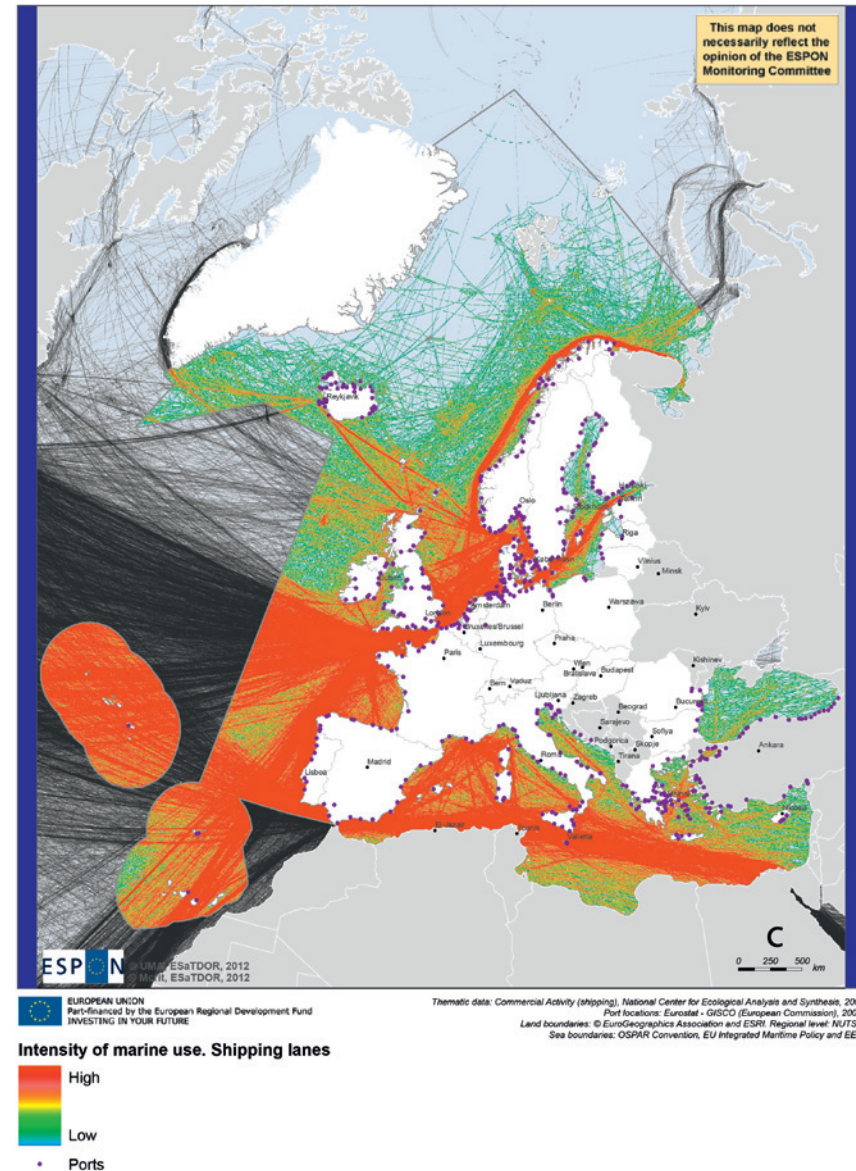 This map does not
necessarily reflect the
opinion of the ESPON
Monitoring Committee
Reykjavik
Oslo
Riga
Vilnius
Minsk
Amsterdam
Berlin
Warszawa
Bruxelles/Brussel
Kyiv
Luxembourg
Praha
Paris
Wien
Kishinev
Bratislava
Budapest
Bern
Vaduz
Ljubljana
Zagreb
Beograd
Sarajevo
Sofiya
Podgorica
Skopje
Ankara
Roma
Tirana
Madrid
Lisboa
Valletta
C
0 250 500
km
ESPON
© UMA, ESaTDOR, 2012
© Mcrit, ESaTDOR, 2012
EUROPEAN UNION
Part-financed by the European Regional Development Fund
INVESTING IN YOUR FUTURE
Thematic data: Commercial Activity (shipping), National Center for Ecological Analysis and Synthesis, 20
Port locations: Eurostat - GISCO (European Commission), 20
Land boundaries: © EuroGeographics Association and ESRI. Regional level: NUTS
Sea boundaries: OSPAR Convention, EU Integrated Maritime Policy and EE
Intensity of marine use. Shipping lanes
High
Low
Ports